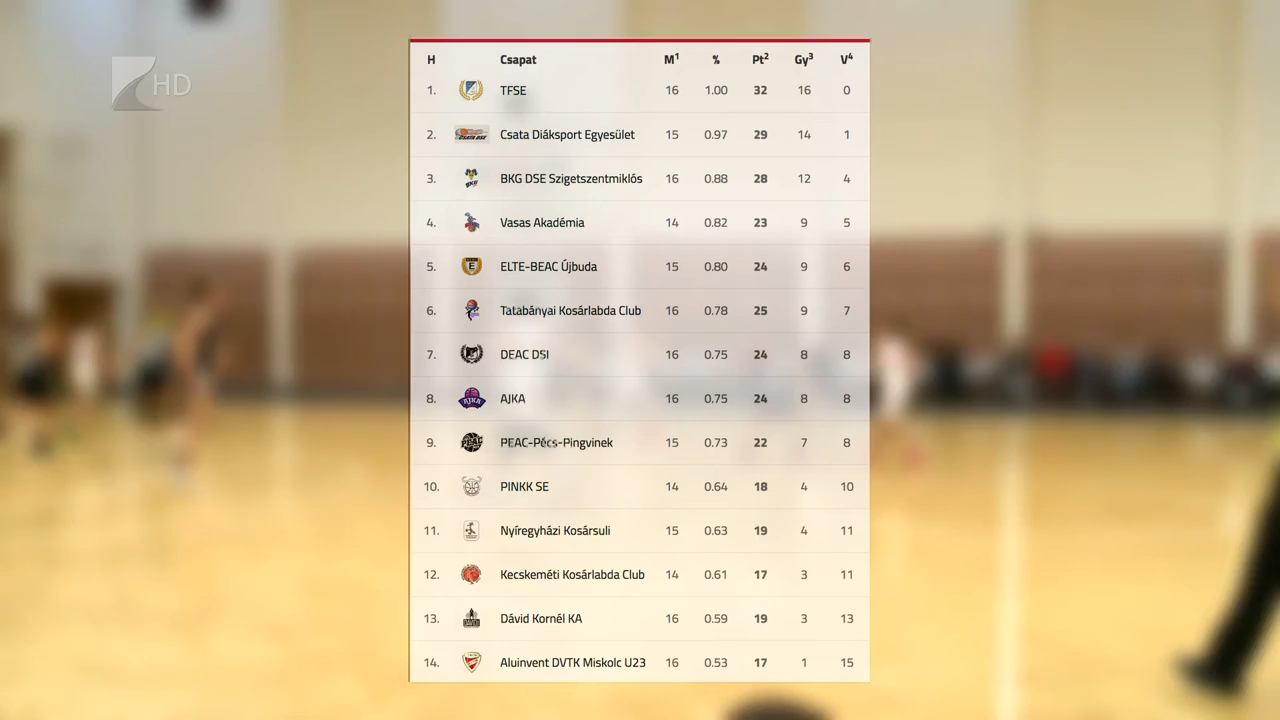 HD
H Csapat M1 % Pt2 Gy3 V4
1. TFSE 16 1.00 32 16 0
2. Csata Diáksport Egyesület 15 0.97 29 14 1
3. BKG DSE Szigetszentmiklós 16 0.88 28 12 4
4. Vasas Akadémia 14 0.82 23 9 5
5. ELTE-BEAC Újbuda 15 0.80 24 9 6
6. Tatabányai Kosárlabda Club 16 0.78 25 9 7
7. DEAC DSI 16 0.75 24 8 8
8. AJKA AJKA 16 0.75 24 8 8
9. PEAC PEAC-Pécs-Pingvinek 15 0.73 22 7 8
10. PINKK SE 14 0.64 18 4 10
11. Nyíregyházi Kosársuli 15 0.63 19 4 11
12. Kecskeméti Kosárlabda Club 14 0.61 17 3 11
13. Dávid Kornél KA 16 0.59 19 3 13
14. Aluinvent DVTK Miskolc U23 16 0.53 17 1 15